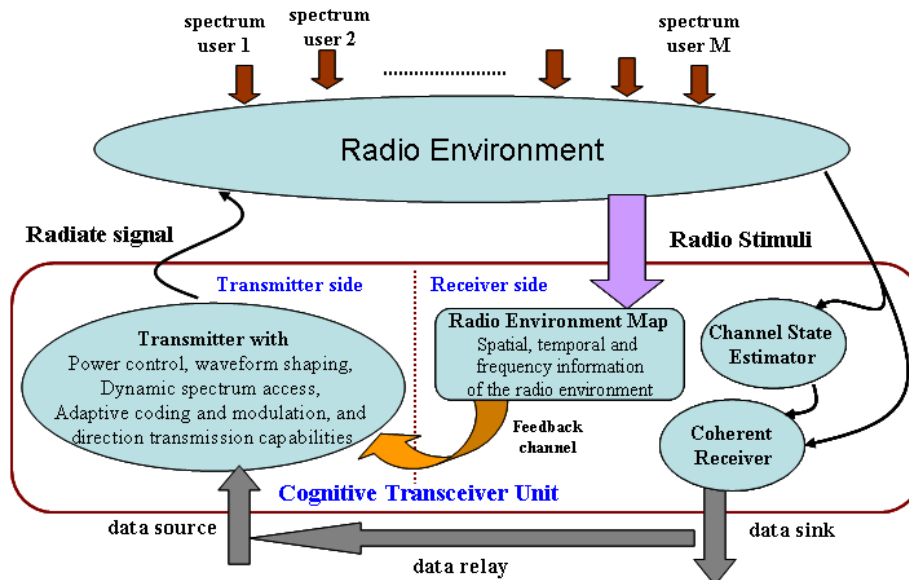 spectrum
user 1
spectrum
user 2
spectrum
user M
Radio Environment
Radiate signal
Radio Stimuli
Transmitter side
Receiver side
Transmitter with
Power control, waveform shaping,
Dynamic spectrum access,
Adaptive coding and modulation, and
direction transmission capabilities
Radio Environment Map
Spatial, temporal and
frequency information
of the radio environment
Channel State
Estimator
Feedback
channel
Coherent
Receiver
Cognitive Transceiver Unit
data source
data sink
data relay